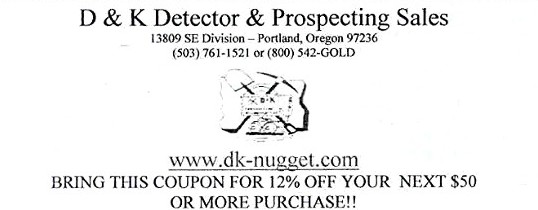 D & K Detector & Prospecting Sales
13809 SE Division – Portland, Oregon 97236
(503) 761-1521 or (800) 542-GOLD
D K
www.dk-nugget.com
BRING THIS COUPON FOR 12% OFF YOUR NEXT $50
OR MORE PURCHASE!!